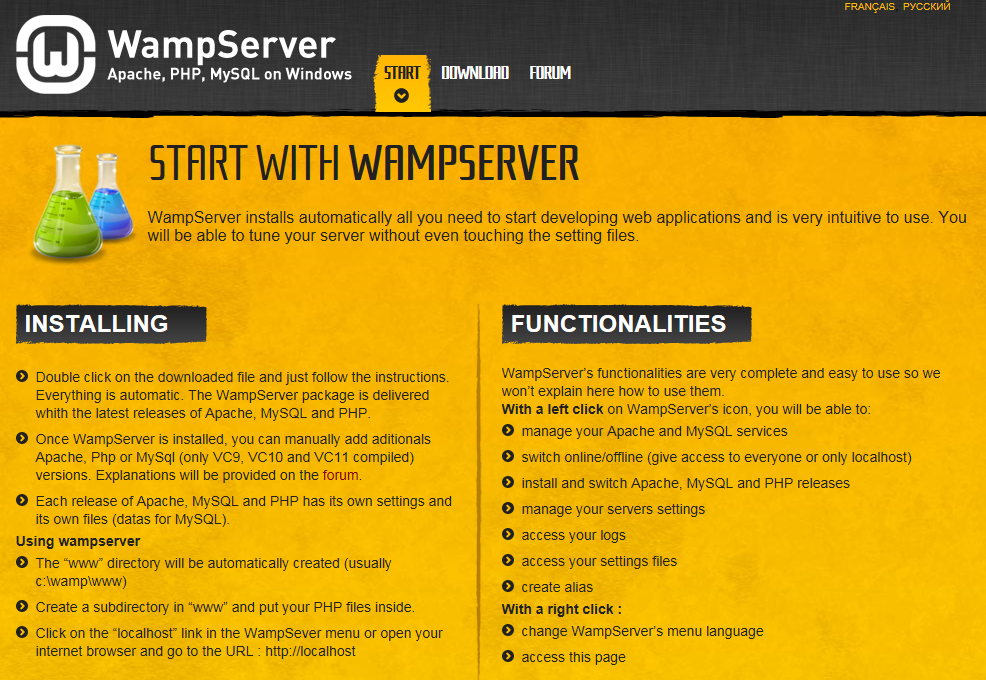 FRANÇAIS РУССКИЙ
WampServer
Apache, PHP, MySQL on Windows
START DOWNLOAD FORUM
START WITH WAMPSERVER
WampServer installs automatically all you need to start developing web applications and is very intuitive to use. You
will be able to tune your server without even touching the setting files.
INSTALLING
Double click on the downloaded file and just follow the instructions.
Everything is automatic. The WampServer package is delivered
whith the latest releases of Apache, MySQL and PHP.
Once WampServer is installed, you can manually add aditionals
Apache, Php or MySql (only VC9, VC10 and VC11 compiled)
versions. Explanations will be provided on the forum.
Each release of Apache, MySQL and PHP has its own settings and
its own files (datas for MySQL).
Using wampserver
The “www” directory will be automatically created (usually
c:\wamp\www)
Create a subdirectory in “www” and put your PHP files inside.
Click on the “localhost” link in the WampSever menu or open your
internet browser and go to the URL : http://localhost
FUNCTIONALITIES
WampServer’s functionalities are very complete and easy to use so we
won’t explain here how to use them.
With a left click on WampServer’s icon, you will be able to:
manage your Apache and MySQL services
switch online/offline (give access to everyone or only localhost)
install and switch Apache, MySQL and PHP releases
manage your servers settings
access your logs
access your settings files
create alias
With a right click :
change WampServer’s menu language
access this page